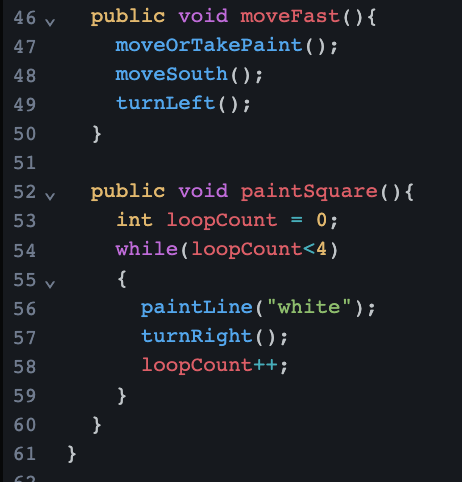 46 public void moveFast(){
47 moveOrTakePaint();
48 moveSouth();
49 turnLeft();
50 }
51
52 public void paintSquare(){
53 int loopCount = 0;
54 while(loopCount<4)
55 {
56 paintLine("white");
57 turnRight();
58 loopCount++;
59 }
60 }
61 }